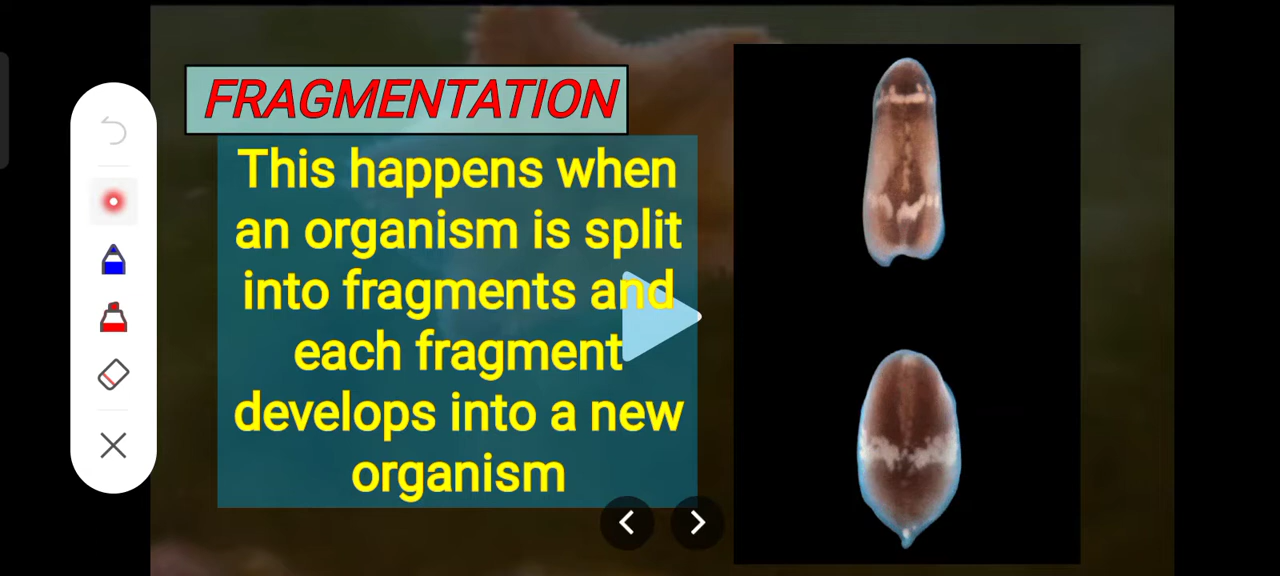 FRAGMENTATION
This happens when
an organism is split
into fragments and
each fragment
develops into a new
organism